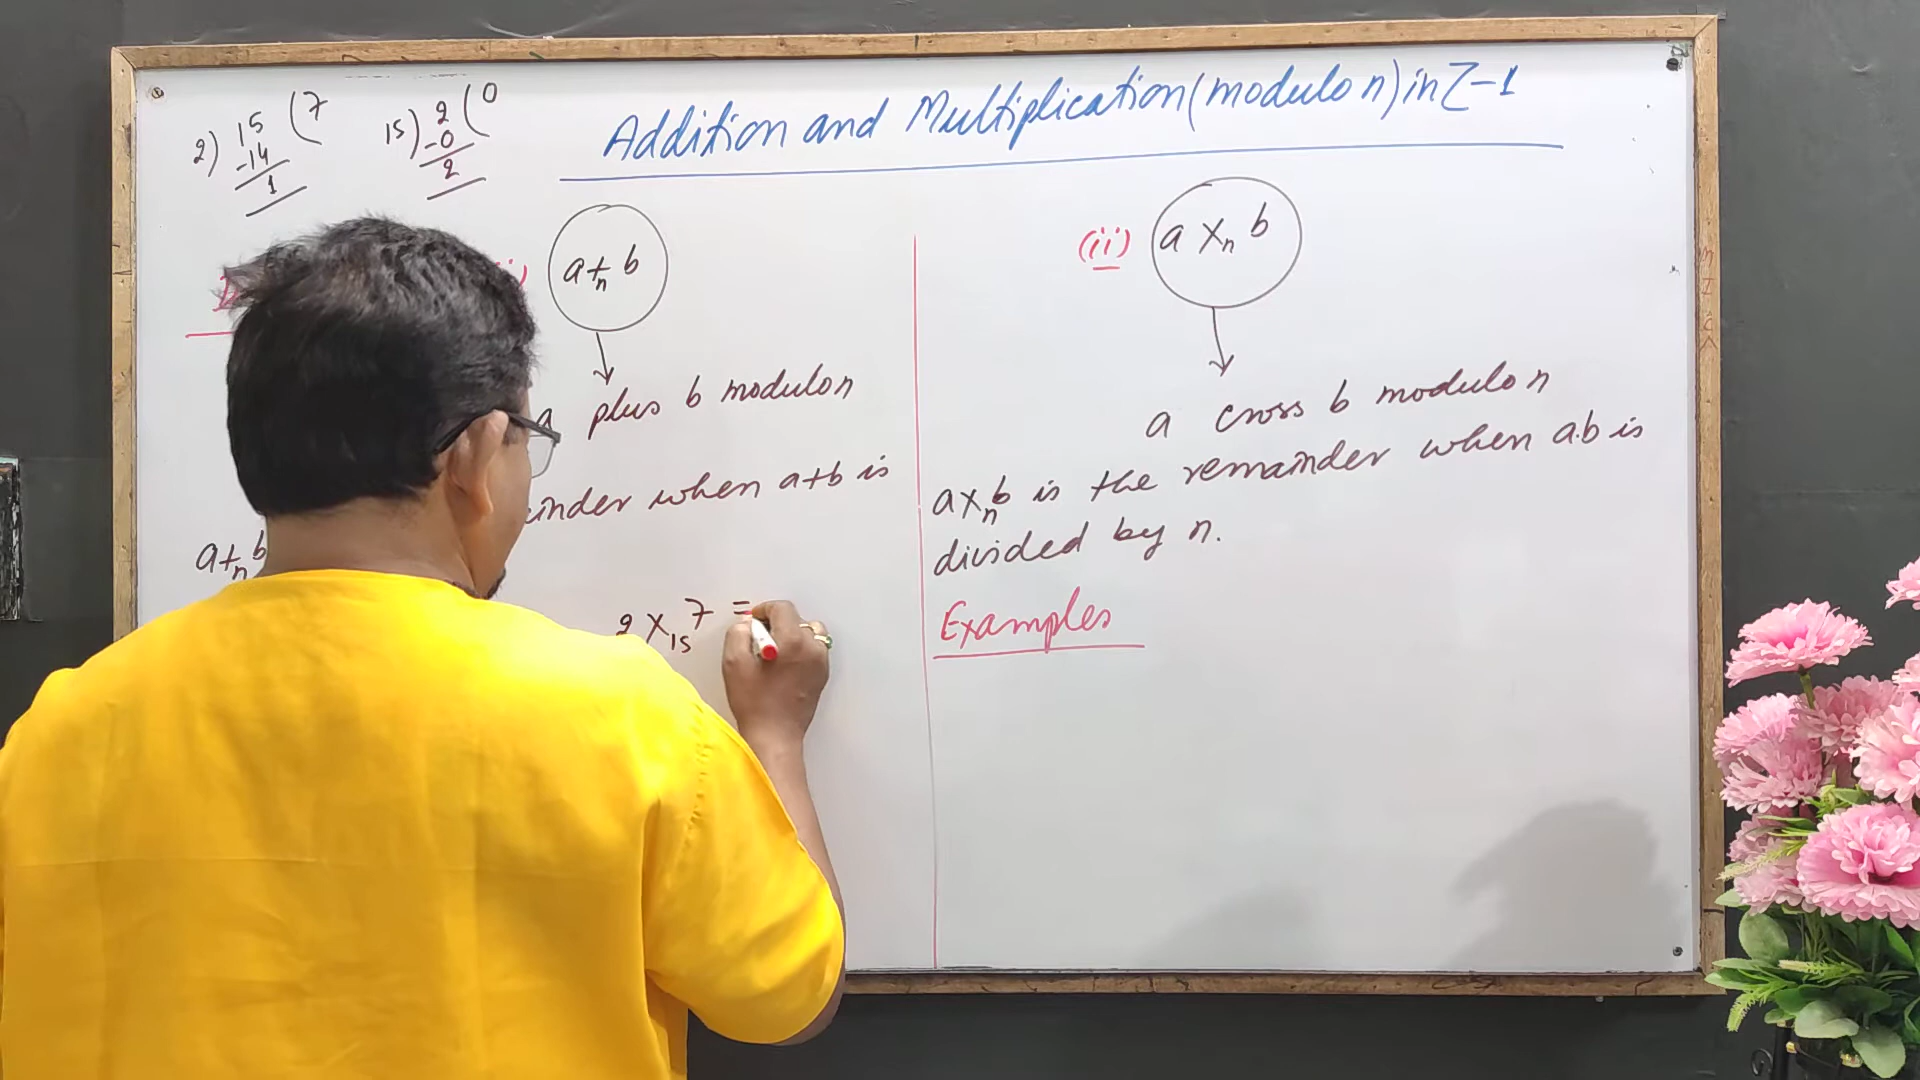 Addition and Multiplication (modulo n) in Z-1
2) 15 (7
-14
1
15) 2 (0
-0
2
a +n b
a plus b modulo n
when a+b is
a +n b
2 ×15 7 =
(ii) a ×n b
a cross b modulo n
a ×n b is the remainder when a.b is
divided by n.
Examples